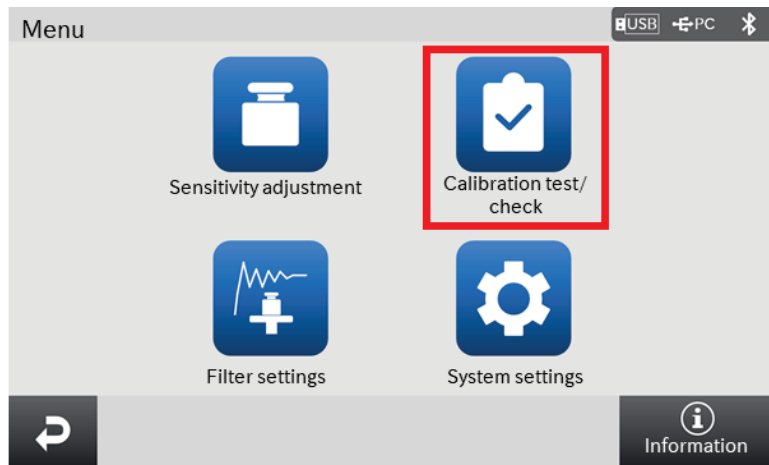 Menu
USB
PC
Sensitivity adjustment
Calibration test/
check
Filter settings
System settings
Information